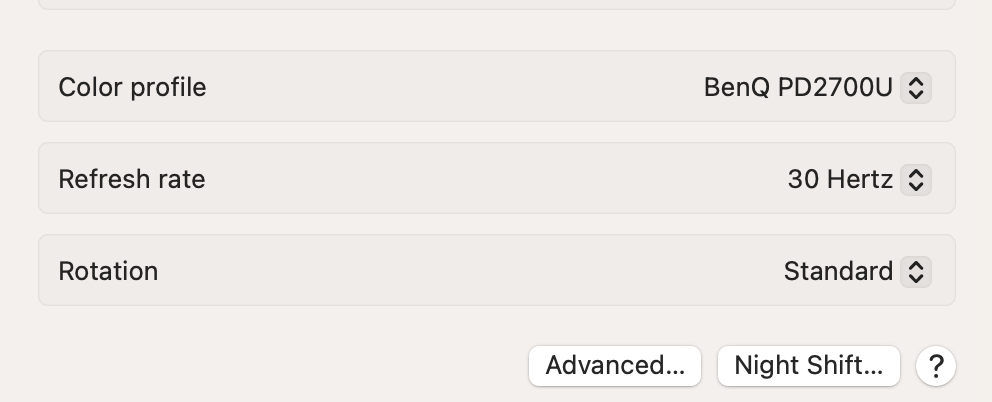 Color profile BenQ PD2700U
Refresh rate 30 Hertz
Rotation Standard
Advanced... Night Shift... ?